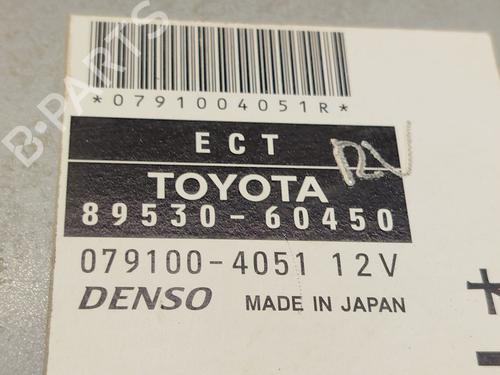 *0791004051R*
ECT
TOYOTA
89530-60450
079100-4051 12V
DENSO MADE IN JAPAN
B-PARTS